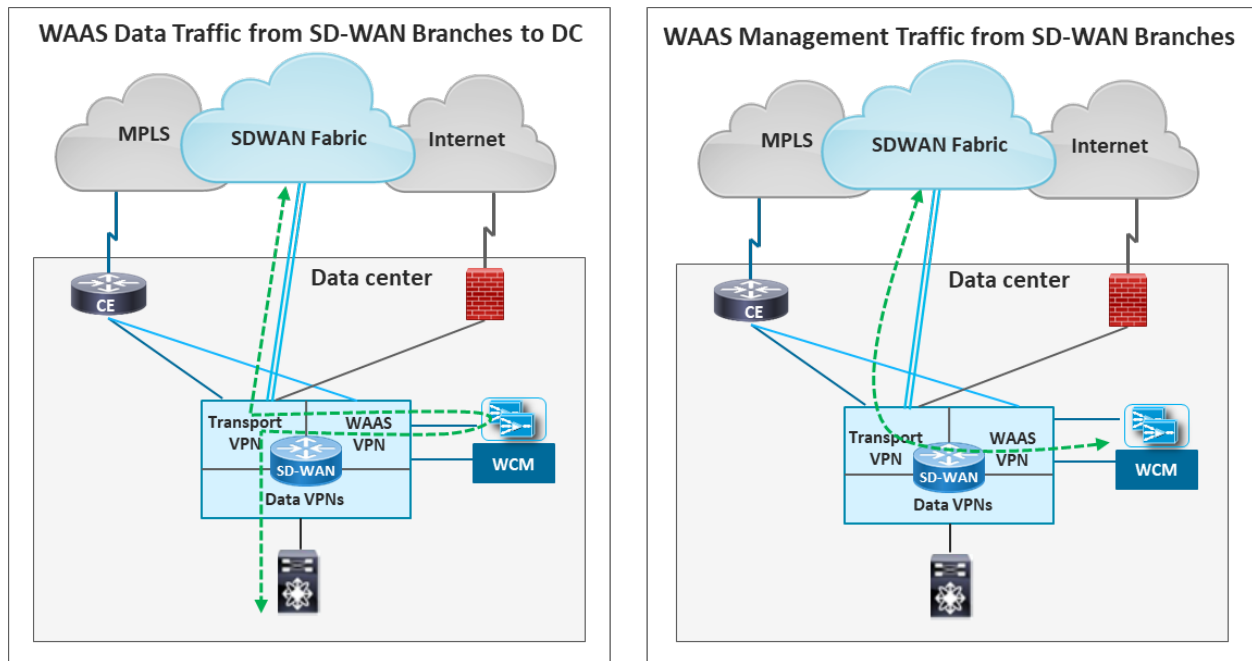 WAAS Data Traffic from SD-WAN Branches to DC
MPLS
SDWAN Fabric
Internet
Data center
CE
Transport
VPN
WAAS
VPN
SD-WAN
WCM
Data VPNs
WAAS Management Traffic from SD-WAN Branches
MPLS
SDWAN Fabric
Internet
Data center
CE
Transport
VPN
WAAS
VPN
SD-WAN
WCM
Data VPNs